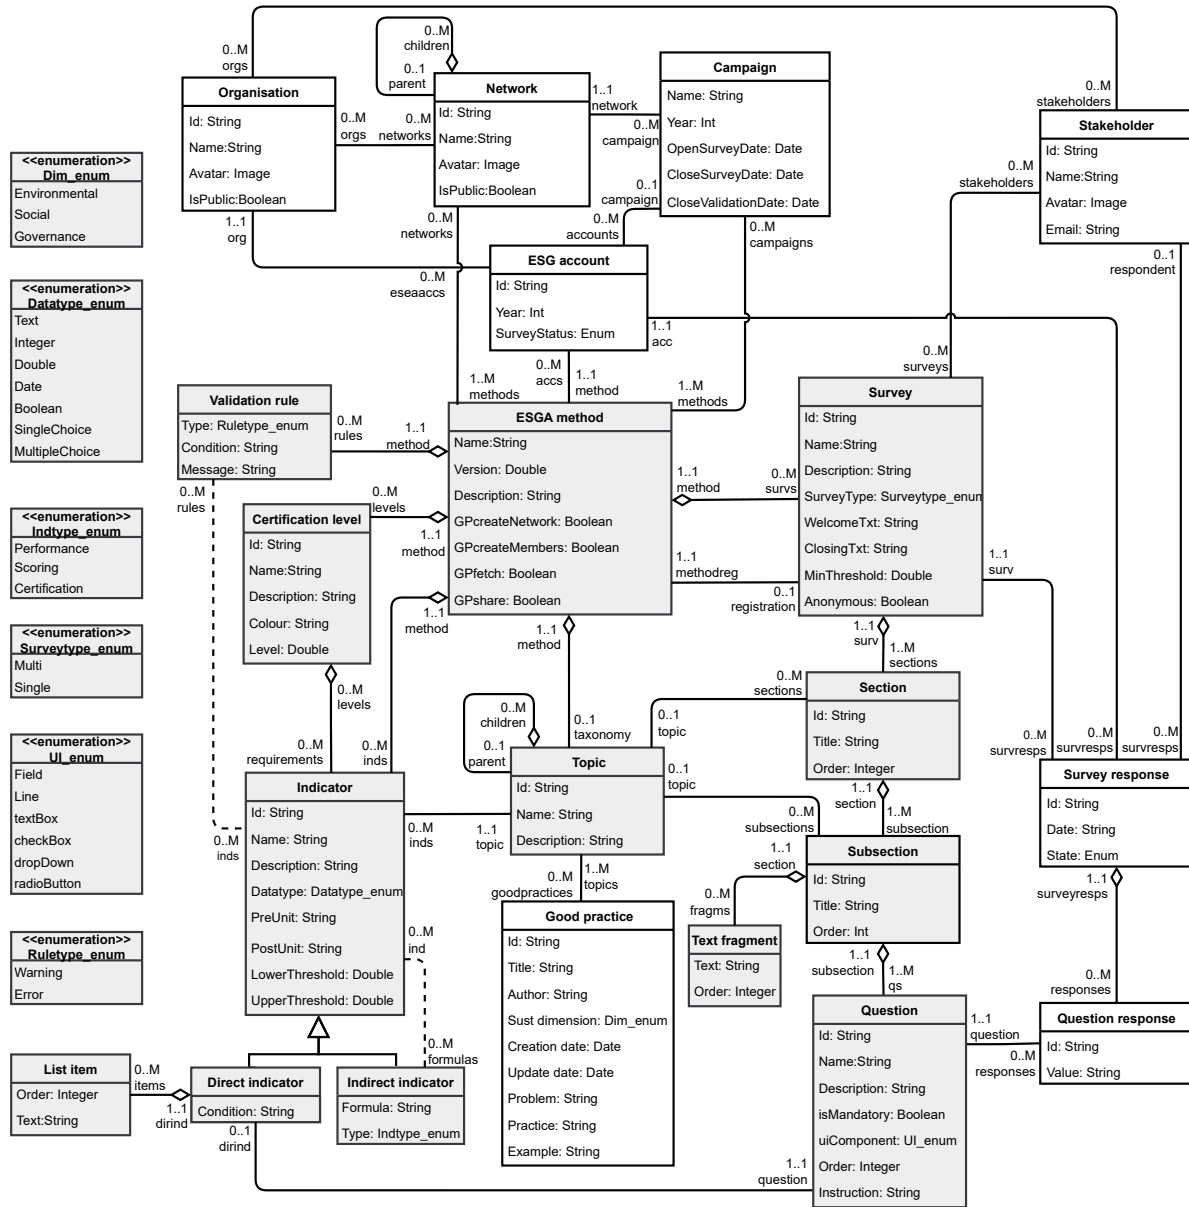 0..M
orgs
0..M
children
0..1
parent
Organisation
Id: String
Name:String
Avatar: Image
IsPublic:Boolean
0..M
orgs
0..M
networks
Network
Id: String
Name:String
Avatar: Image
IsPublic:Boolean
1..1
network
0..M
campaign
Campaign
Name: String
Year: Int
OpenSurveyDate: Date
CloseSurveyDate: Date
CloseValidationDate: Date
0..M
stakeholders
Stakeholder
Id: String
Name:String
Avatar: Image
Email: String
0..M
stakeholders
0..1
respondent
<<enumeration>>
Dim_enum
Environmental
Social
Governance
1..1
org
0..M
networks
0..1
campaign
0..M
accounts
0..M
campaigns
0..M
eseaaccs
ESG account
Id: String
Year: Int
SurveyStatus: Enum
1..1
acc
<<enumeration>>
Datatype_enum
Text
Integer
Double
Date
Boolean
SingleChoice
MultipleChoice
0..M
accs
1..1
method
1..M
methods
1..M
methods
0..M
surveys
Validation rule
Type: Ruletype_enum
Condition: String
Message: String
0..M
rules
1..1
method
0..M
rules
ESGA method
Name:String
Version: Double
Description: String
GPcreateNetwork: Boolean
GPcreateMembers: Boolean
GPfetch: Boolean
GPshare: Boolean
Survey
Id: String
Name:String
Description: String
SurveyType: Surveytype_enum
WelcomeTxt: String
ClosingTxt: String
MinThreshold: Double
Anonymous: Boolean
1..1
method
0..M
survs
1..1
methodreg
0..1
registration
1..1
surv
<<enumeration>>
Indtype_enum
Performance
Scoring
Certification
Certification level
Id: String
Name:String
Description: String
Colour: String
Level: Double
0..M
levels
1..1
method
1..1
method
1..1
method
1..1
surv
1..M
sections
<<enumeration>>
Surveytype_enum
Multi
Single
0..M
levels
0..M
requirements
0..M
inds
0..M
children
0..1
parent
0..1
taxonomy
0..1
topic
0..M
sections
Section
Id: String
Title: String
Order: Integer
0..M
survresps
0..M
survresps
0..M
survresps
<<enumeration>>
UI_enum
Field
Line
textBox
checkBox
dropDown
radioButton
Indicator
Id: String
Name: String
Description: String
Datatype: Datatype_enum
PreUnit: String
PostUnit: String
LowerThreshold: Double
UpperThreshold: Double
0..M
inds
0..M
inds
1..1
topic
Topic
Id: String
Name: String
Description: String
0..1
topic
0..M
subsections
1..1
section
1..M
subsection
Survey response
Id: String
Date: String
State: Enum
1..1
surveyresps
0..M
goodpractices
1..M
topics
1..1
section
0..M
fragms
Subsection
Id: String
Title: String
Order: Int
Text fragment
Text: String
Order: Integer
1..1
subsection
1..M
qs
Good practice
Id: String
Title: String
Author: String
Sust dimension: Dim_enum
Creation date: Date
Update date: Date
Problem: String
Practice: String
Example: String
<<enumeration>>
Ruletype_enum
Warning
Error
0..M
ind
0..M
formulas
0..M
responses
Question
Id: String
Name:String
Description: String
isMandatory: Boolean
uiComponent: UI_enum
Order: Integer
Instruction: String
1..1
question
0..M
responses
Question response
Id: String
Value: String
List item
Order: Integer
Text:String
0..M
items
1..1
dirind
Direct indicator
Condition: String
0..1
dirind
Indirect indicator
Formula: String
Type: Indtype_enum
1..1
question